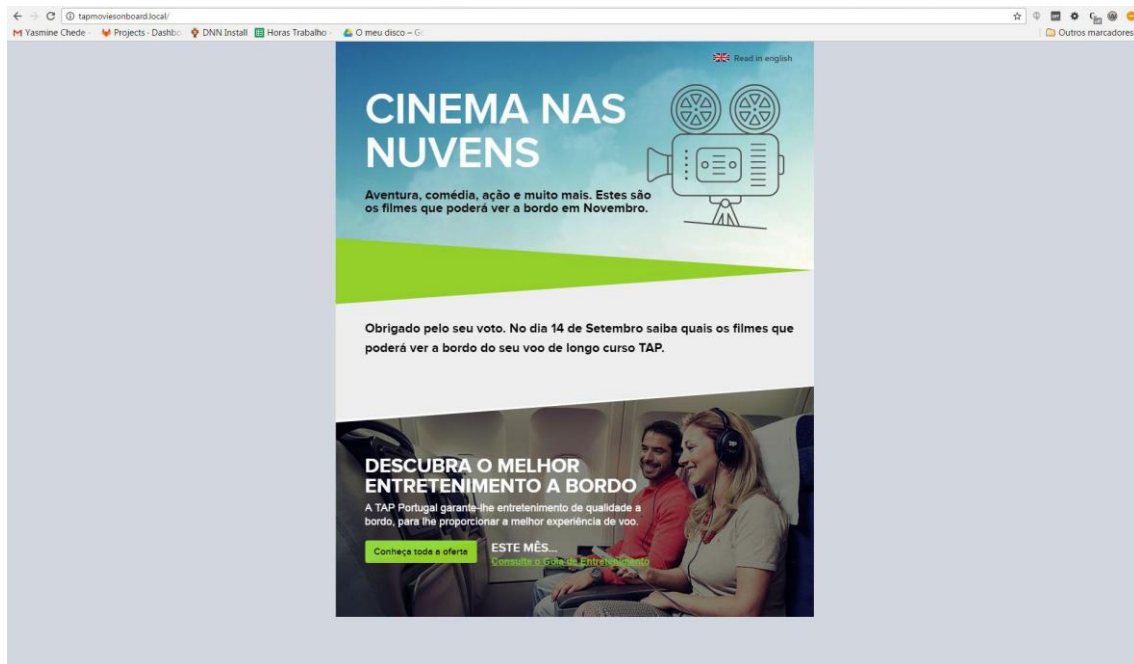 tapmoviesonboard.local/
Yasmine Chede - Projects · Dashbo DNN Install Horas Trabalho - O meu disco – G Outros marcadores
Read in english
CINEMA NAS
NUVENS
Aventura, comédia, ação e muito mais. Estes são
os filmes que poderá ver a bordo em Novembro.
Obrigado pelo seu voto. No dia 14 de Setembro saiba quais os filmes que
poderá ver a bordo do seu voo de longo curso TAP.
TAP
DESCUBRA O MELHOR
ENTRETENIMENTO A BORDO
A TAP Portugal garante-lhe entretenimento de qualidade a
bordo, para lhe proporcionar a melhor experiência de voo.
Conheça toda a oferta
ESTE MÊS...
Consulte o Guia de Entretenimento